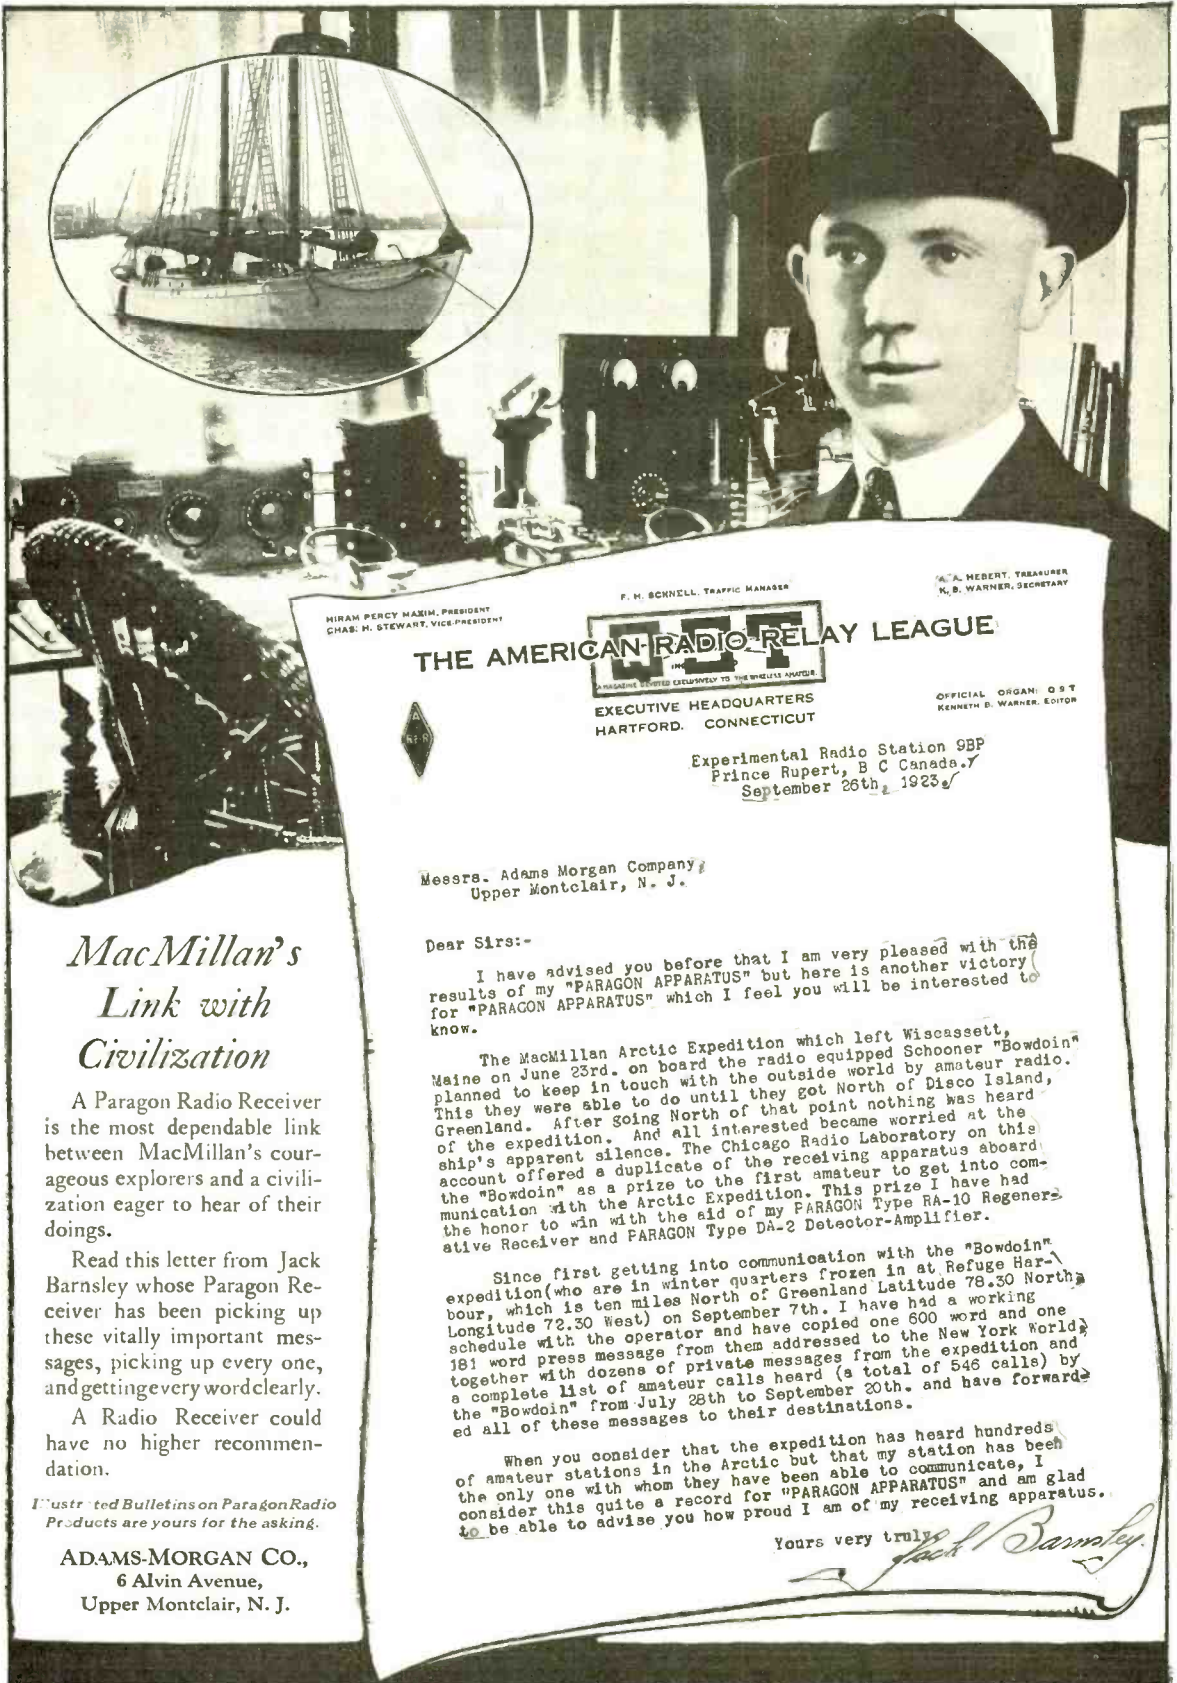 HIRAM PERCY MAXIM, PRESIDENT
CHAS. H. STEWART, VICE-PRESIDENT
F. H. SCHNELL, TRAFFIC MANAGER
A. A. HEBERT, TREASURER
K. B. WARNER, SECRETARY
QST
THE AMERICAN RADIO RELAY LEAGUE
A MAGAZINE DEVOTED EXCLUSIVELY TO THE WIRELESS AMATEUR
EXECUTIVE HEADQUARTERS
HARTFORD, CONNECTICUT
OFFICIAL ORGAN: QST
KENNETH B. WARNER, EDITOR
A
R R
Experimental Radio Station 9BP
Prince Rupert, B C Canada.
September 26th, 1923.
Messrs. Adams Morgan Company,
Upper Montclair, N. J.
Dear Sirs:-
I have advised you before that I am very pleased with the
results of my "PARAGON APPARATUS" but here is another victory
for "PARAGON APPARATUS" which I feel you will be interested to
know.
The MacMillan Arctic Expedition which left Wiscassett,
Maine on June 23rd. on board the radio equipped Schooner "Bowdoin"
planned to keep in touch with the outside world by amateur radio.
This they were able to do until they got North of Disco Island,
Greenland. After going North of that point nothing was heard
of the expedition. And all interested became worried at the
ship's apparent silence. The Chicago Radio Laboratory on this
account offered a duplicate of the receiving apparatus aboard
the "Bowdoin" as a prize to the first amateur to get into com-
munication with the Arctic Expedition. This prize I have had
the honor to win with the aid of my PARAGON Type RA-10 Regener-
ative Receiver and PARAGON Type DA-2 Detector-Amplifier.
Since first getting into communication with the "Bowdoin"
expedition(who are in winter quarters frozen in at Refuge Har-
bour, which is ten miles North of Greenland Latitude 78.30 North,
Longitude 72.30 West) on September 7th. I have had a working
schedule with the operator and have copied one 600 word and one
181 word press message from them addressed to the New York World,
together with dozens of private messages from the expedition and
a complete list of amateur calls heard (a total of 546 calls) by
the "Bowdoin" from July 28th to September 20th. and have forward-
ed all of these messages to their destinations.
When you consider that the expedition has heard hundreds
of amateur stations in the Arctic but that my station has been
the only one with whom they have been able to communicate, I
consider this quite a record for "PARAGON APPARATUS" and am glad
to be able to advise you how proud I am of my receiving apparatus.
Yours very truly,
Jack Barnsley.
MacMillan's
Link with
Civilization
A Paragon Radio Receiver
is the most dependable link
between MacMillan's cour-
ageous explorers and a civili-
zation eager to hear of their
doings.
Read this letter from Jack
Barnsley whose Paragon Re-
ceiver has been picking up
these vitally important mes-
sages, picking up every one,
and getting every word clearly.
A Radio Receiver could
have no higher recommen-
dation.
Illustrated Bulletins on Paragon Radio
Products are yours for the asking.
ADAMS-MORGAN CO.,
6 Alvin Avenue,
Upper Montclair, N. J.